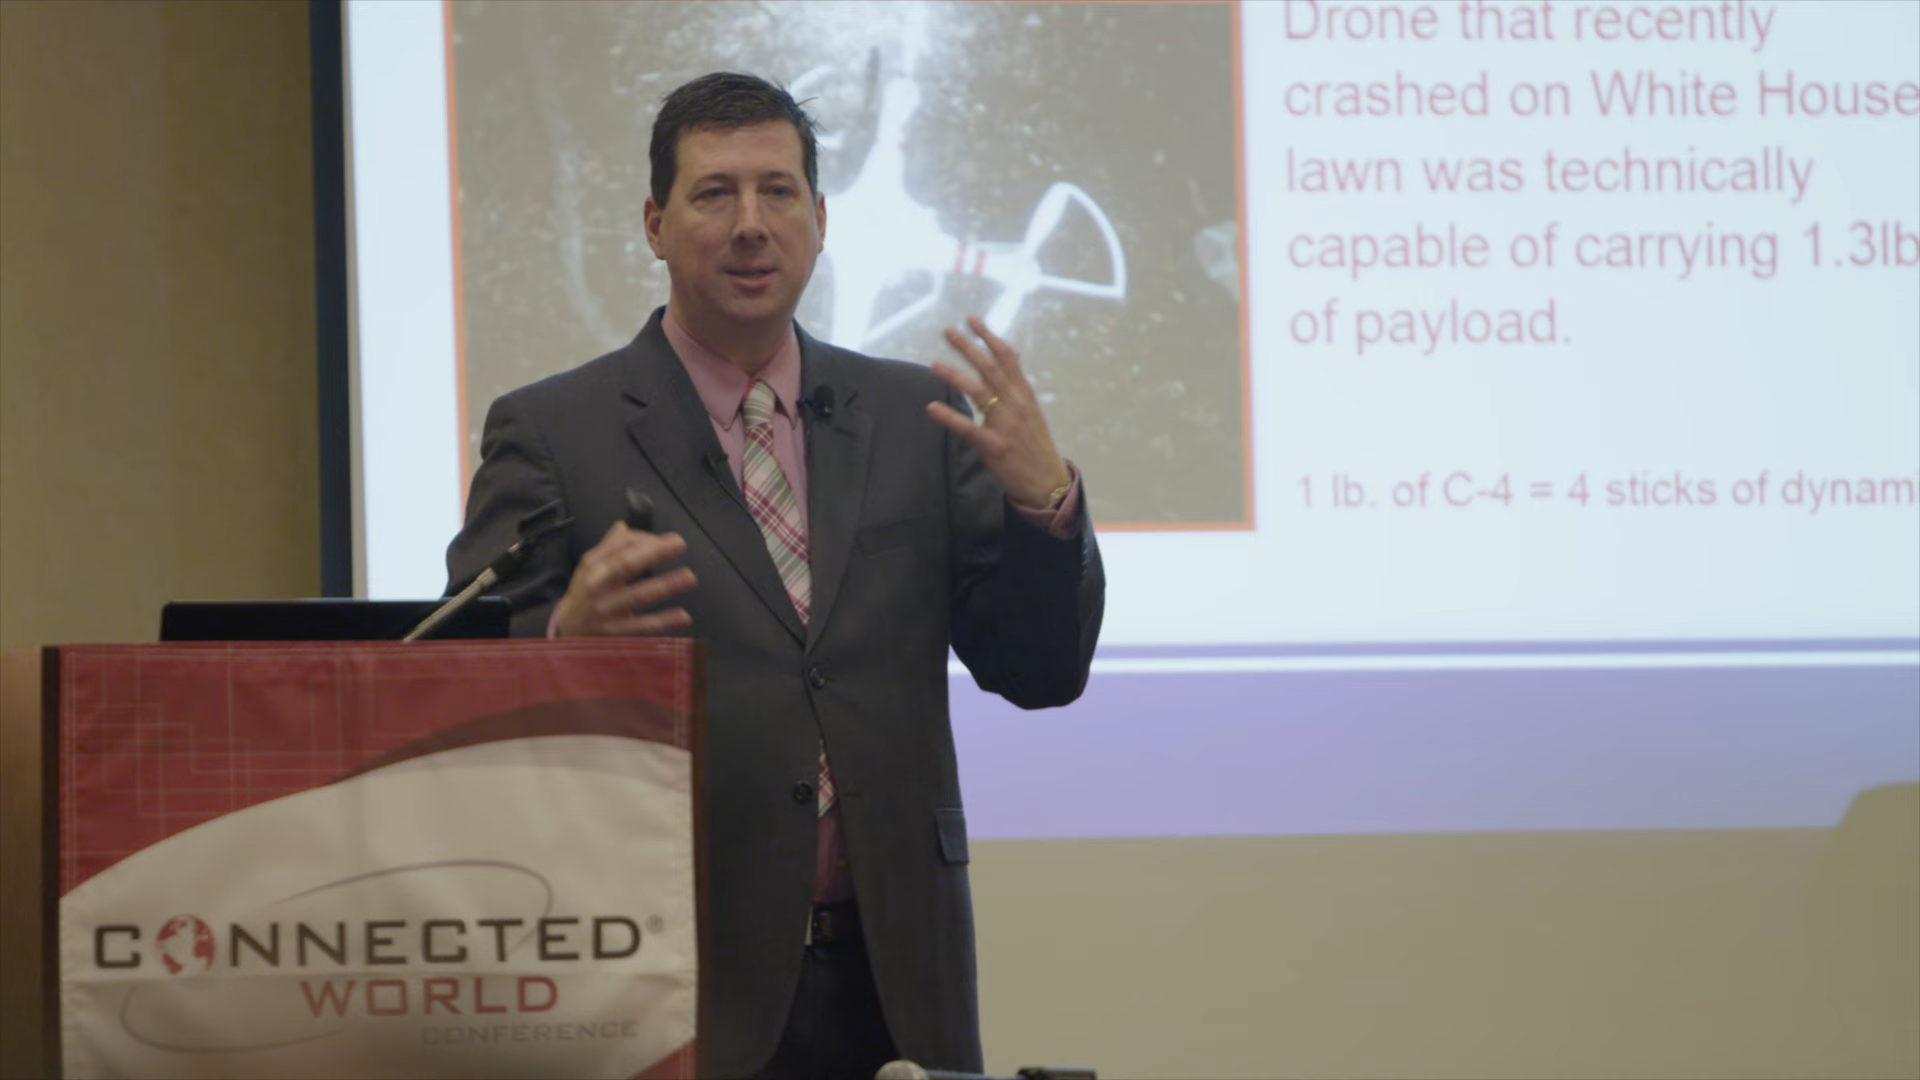 Drone that recently
crashed on White House
lawn was technically
capable of carrying 1.3lb
of payload.
1 lb. of C-4 = 4 sticks of dynami
CONNECTED®
WORLD
CONFERENCE